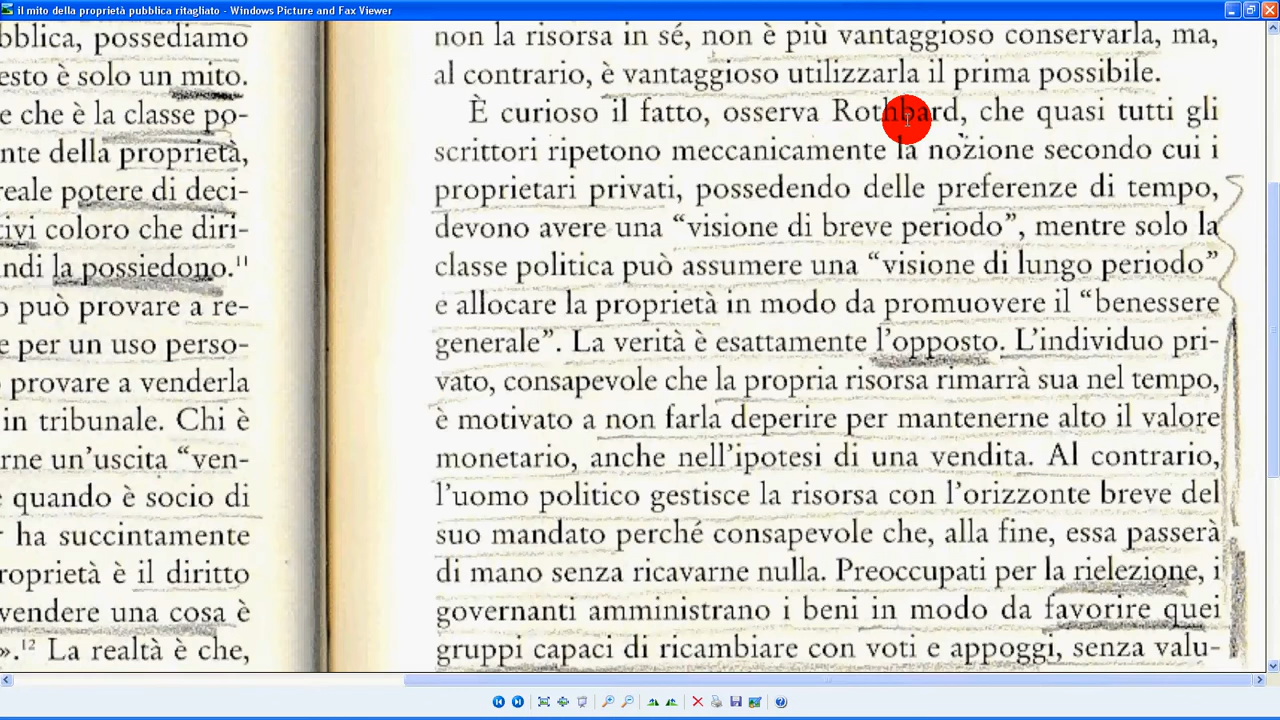 il mito della proprietà pubblica ritagliato - Windows Picture and Fax Viewer
bblica, possediamo
esto è solo un mito.
e che è la classe po-
nte della proprietà,
reale potere di deci-
tivi coloro che diri-
ndi la possiedono.¹¹
o può provare a re-
e per un uso perso-
o provare a venderla
in tribunale. Chi è
rne un'uscita “ven-
e quando è socio di
r ha succintamente
roprietà è il diritto
vendere una cosa è
».¹² La realtà è che,
non la risorsa in sé, non è più vantaggioso conservarla, ma,
al contrario, è vantaggioso utilizzarla il prima possibile.
È curioso il fatto, osserva Rothbard, che quasi tutti gli
scrittori ripetono meccanicamente la nozione secondo cui i
proprietari privati, possedendo delle preferenze di tempo,
devono avere una “visione di breve periodo”, mentre solo la
classe politica può assumere una “visione di lungo periodo”
e allocare la proprietà in modo da promuovere il “benessere
generale”. La verità è esattamente l'opposto. L'individuo pri-
vato, consapevole che la propria risorsa rimarrà sua nel tempo,
è motivato a non farla deperire per mantenerne alto il valore
monetario, anche nell'ipotesi di una vendita. Al contrario,
l'uomo politico gestisce la risorsa con l'orizzonte breve del
suo mandato perché consapevole che, alla fine, essa passerà
di mano senza ricavarne nulla. Preoccupati per la rielezione, i
governanti amministrano i beni in modo da favorire quei
gruppi capaci di ricambiare con voti e appoggi, senza valu-